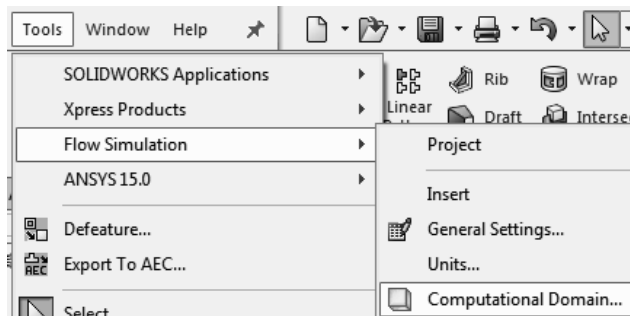 Tools Window Help
SOLIDWORKS Applications
Rib Wrap
Xpress Products
Linear
Draft
Flow Simulation
Project
ANSYS 15.0
Insert
Defeature...
General Settings...
AEC
Export To AEC...
Units...
Select
Computational Domain...